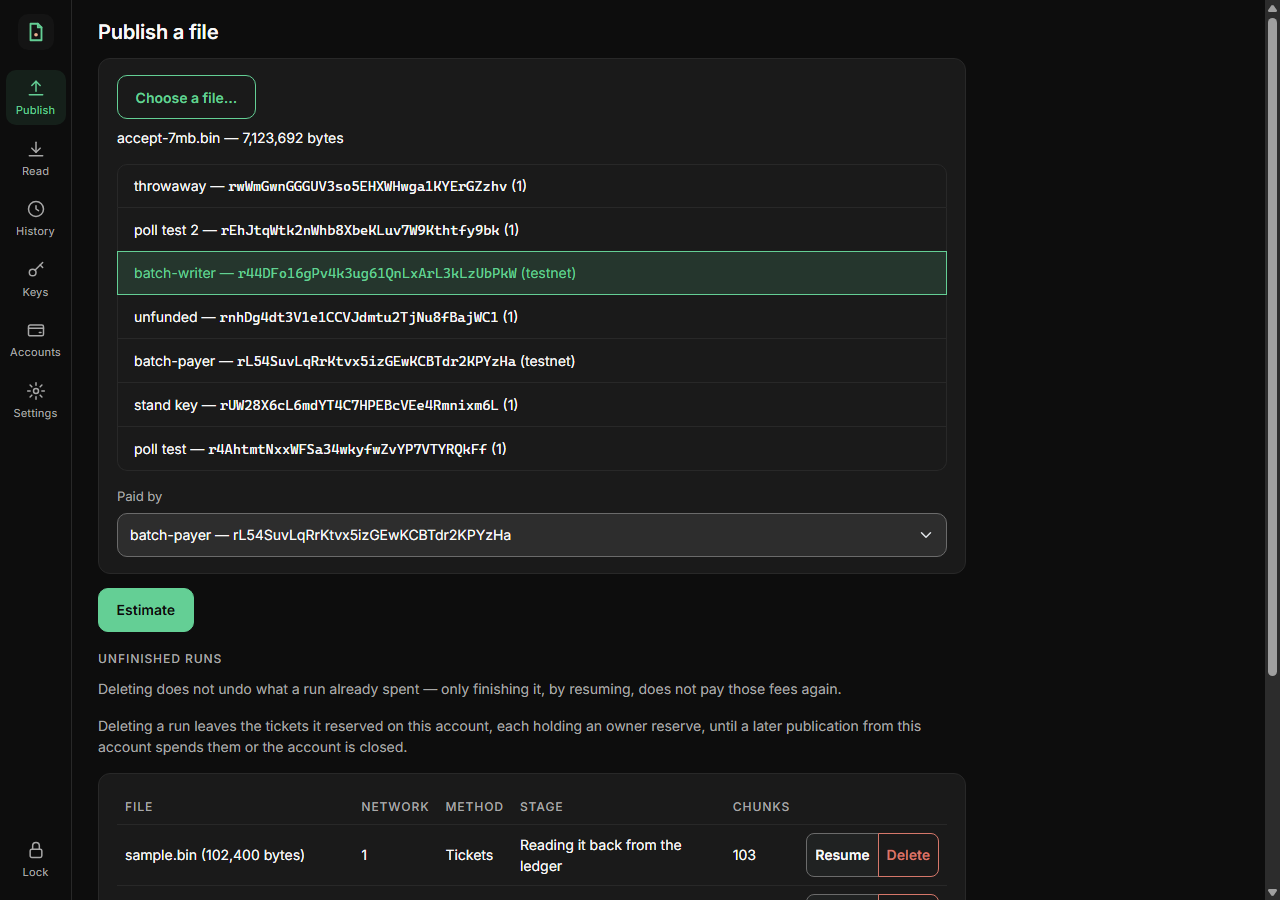 Publish a file
Publish
Read
History
Keys
Accounts
Settings
Lock
Choose a file...
accept-7mb.bin — 7,123,692 bytes
throwaway — rwWmGwnGGGUV3so5EHXWHwga1KYErGZzhv (1)
poll test 2 — rEhJtqWtk2nWhb8XbeKLuv7W9Kthtfy9bk (1)
batch-writer — r44DFo16gPv4k3ug61QnLxArL3kLzUbPkW (testnet)
unfunded — rnhDg4dt3V1e1CCVJdmtu2TjNu8fBajWC1 (1)
batch-payer — rL54SuvLqRrKtvx5izGEwKCBTdr2KPYzHa (testnet)
stand key — rUW28X6cL6mdYT4C7HPEBcVEe4Rmnixm6L (1)
poll test — r4AhtmtNxxWFSa34wkyfwZvYP7VTYRQkFf (1)
Paid by
batch-payer — rL54SuvLqRrKtvx5izGEwKCBTdr2KPYzHa
Estimate
UNFINISHED RUNS
Deleting does not undo what a run already spent — only finishing it, by resuming, does not pay those fees again.
Deleting a run leaves the tickets it reserved on this account, each holding an owner reserve, until a later publication from this
account spends them or the account is closed.
FILE NETWORK METHOD STAGE CHUNKS
sample.bin (102,400 bytes) 1 Tickets Reading it back from the
ledger 103 Resume Delete